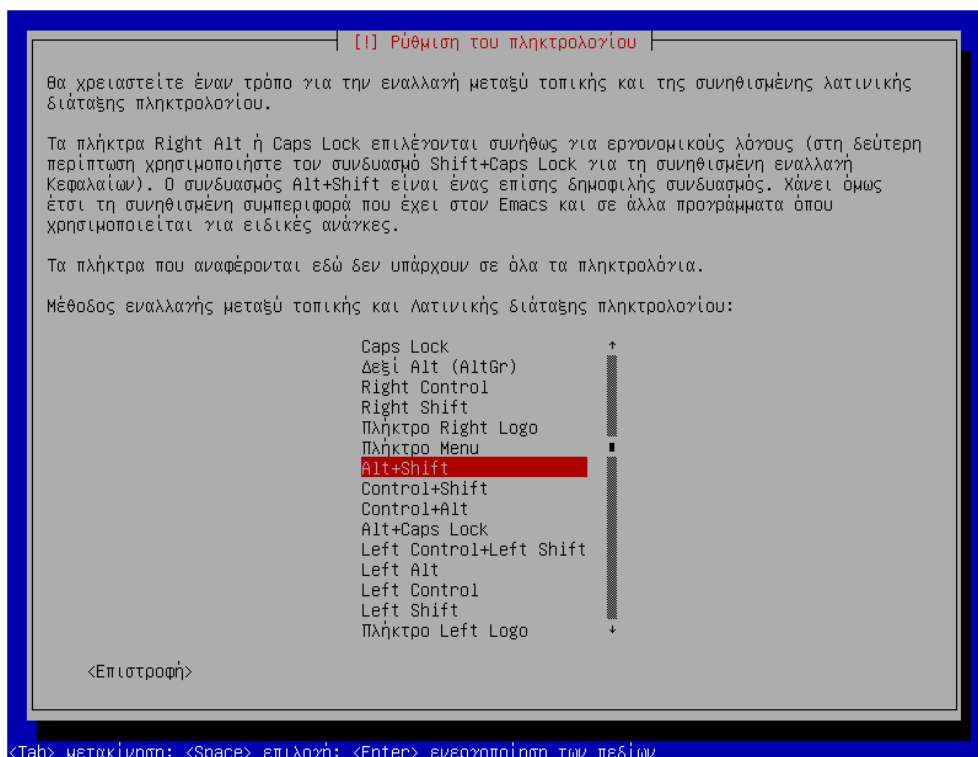 [!] Ρύθμιση του πληκτρολογίου
Θα χρειαστείτε έναν τρόπο για την εναλλαγή μεταξύ τοπικής και της συνηθισμένης λατινικής
διάταξης πληκτρολογίου.
Τα πλήκτρα Right Alt ή Caps Lock επιλέγονται συνήθως για εργονομικούς λόγους (στη δεύτερη
περίπτωση χρησιμοποιήστε τον συνδυασμό Shift+Caps Lock για τη συνηθισμένη εναλλαγή
Κεφαλαίων). Ο συνδυασμός Alt+Shift είναι ένας επίσης δημοφιλής συνδυασμός. Χάνει όμως
έτσι τη συνηθισμένη συμπεριφορά που έχει στον Emacs και σε άλλα προγράμματα όπου
χρησιμοποιείται για ειδικές ανάγκες.
Τα πλήκτρα που αναφέρονται εδώ δεν υπάρχουν σε όλα τα πληκτρολόγια.
Μέθοδος εναλλαγής μεταξύ τοπικής και Λατινικής διάταξης πληκτρολογίου:
Caps Lock
Δεξί Alt (AltGr)
Right Control
Right Shift
Πλήκτρο Right Logo
Πλήκτρο Menu
Alt+Shift
Control+Shift
Control+Alt
Alt+Caps Lock
Left Control+Left Shift
Left Alt
Left Control
Left Shift
Πλήκτρο Left Logo
<Επιστροφή>
<Tab> μετακίνηση; <Space> επιλογή; <Enter> ενεργοποίηση των πεδίων